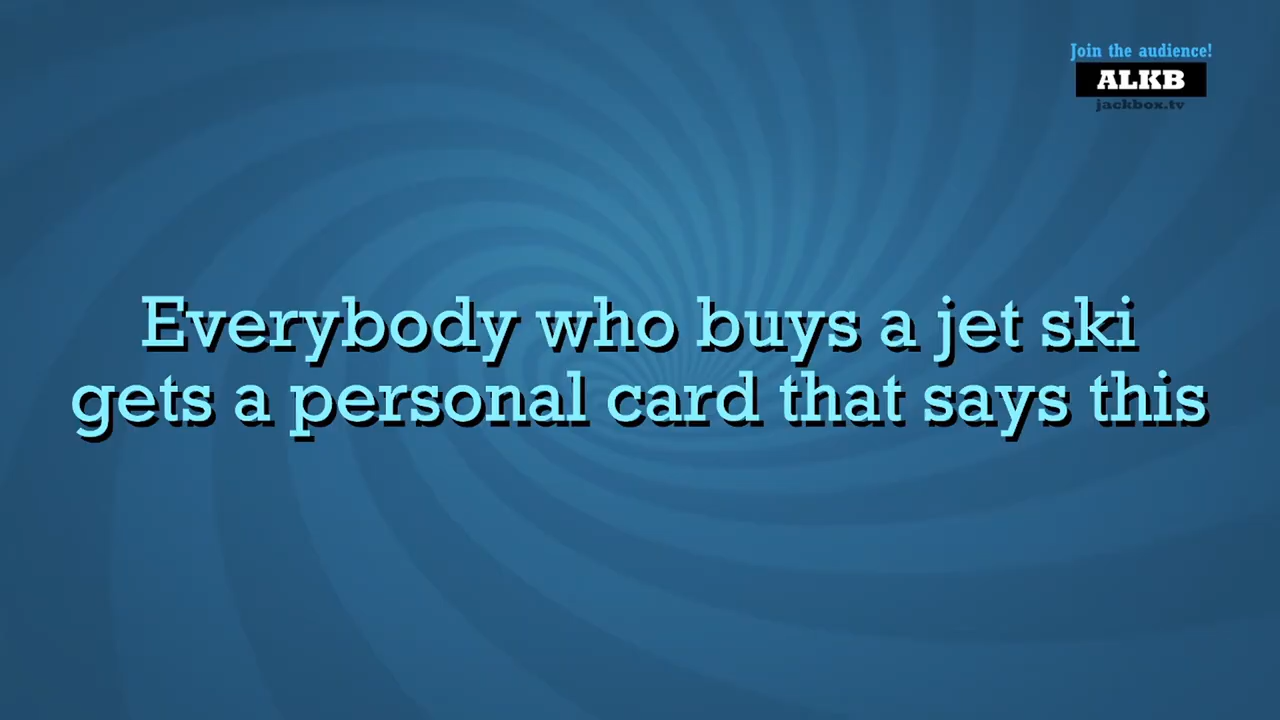 Join the audience!
ALKB
jackbox.tv
Everybody who buys a jet ski
gets a personal card that says this